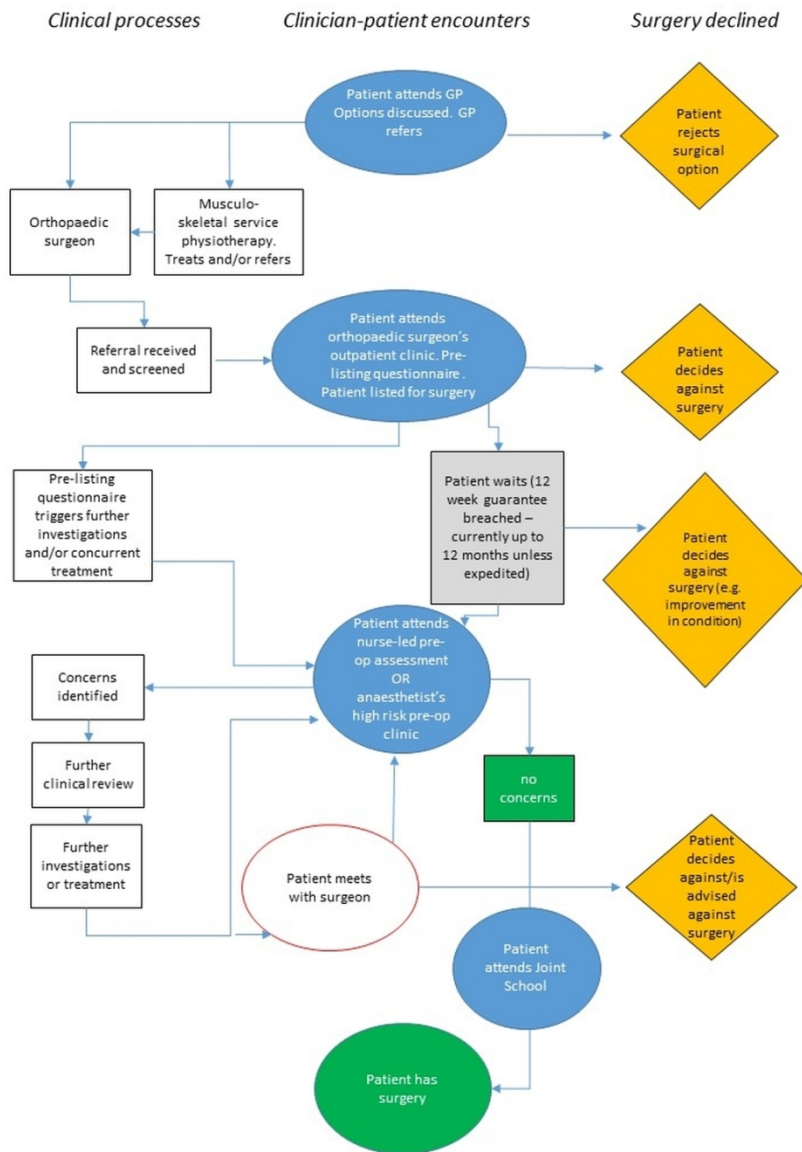 Clinical processes
Clinician-patient encounters
Surgery declined
Patient attends GP
Options discussed. GP
refers
Patient
rejects
surgical
option
Orthopaedic
surgeon
Musculo-
skeletal service
physiotherapy.
Treats and/or refers
Referral received
and screened
Patient attends
orthopaedic surgeon's
outpatient clinic. Pre-
listing questionnaire.
Patient listed for surgery
Patient
decides
against
surgery
Pre-listing
questionnaire
triggers further
investigations
and/or concurrent
treatment
Patient waits (12
week guarantee
breached –
currently up to
12 months unless
expedited)
Patient
decides
against
surgery (e.g.
improvement
in condition)
Patient attends
nurse-led pre-
op assessment
OR
anaesthetist's
high risk pre-op
clinic
Concerns
identified
Further
clinical review
Further
investigations
or treatment
no
concerns
Patient meets
with surgeon
Patient
decides
against/is
advised
against
surgery
Patient
attends Joint
School
Patient has
surgery